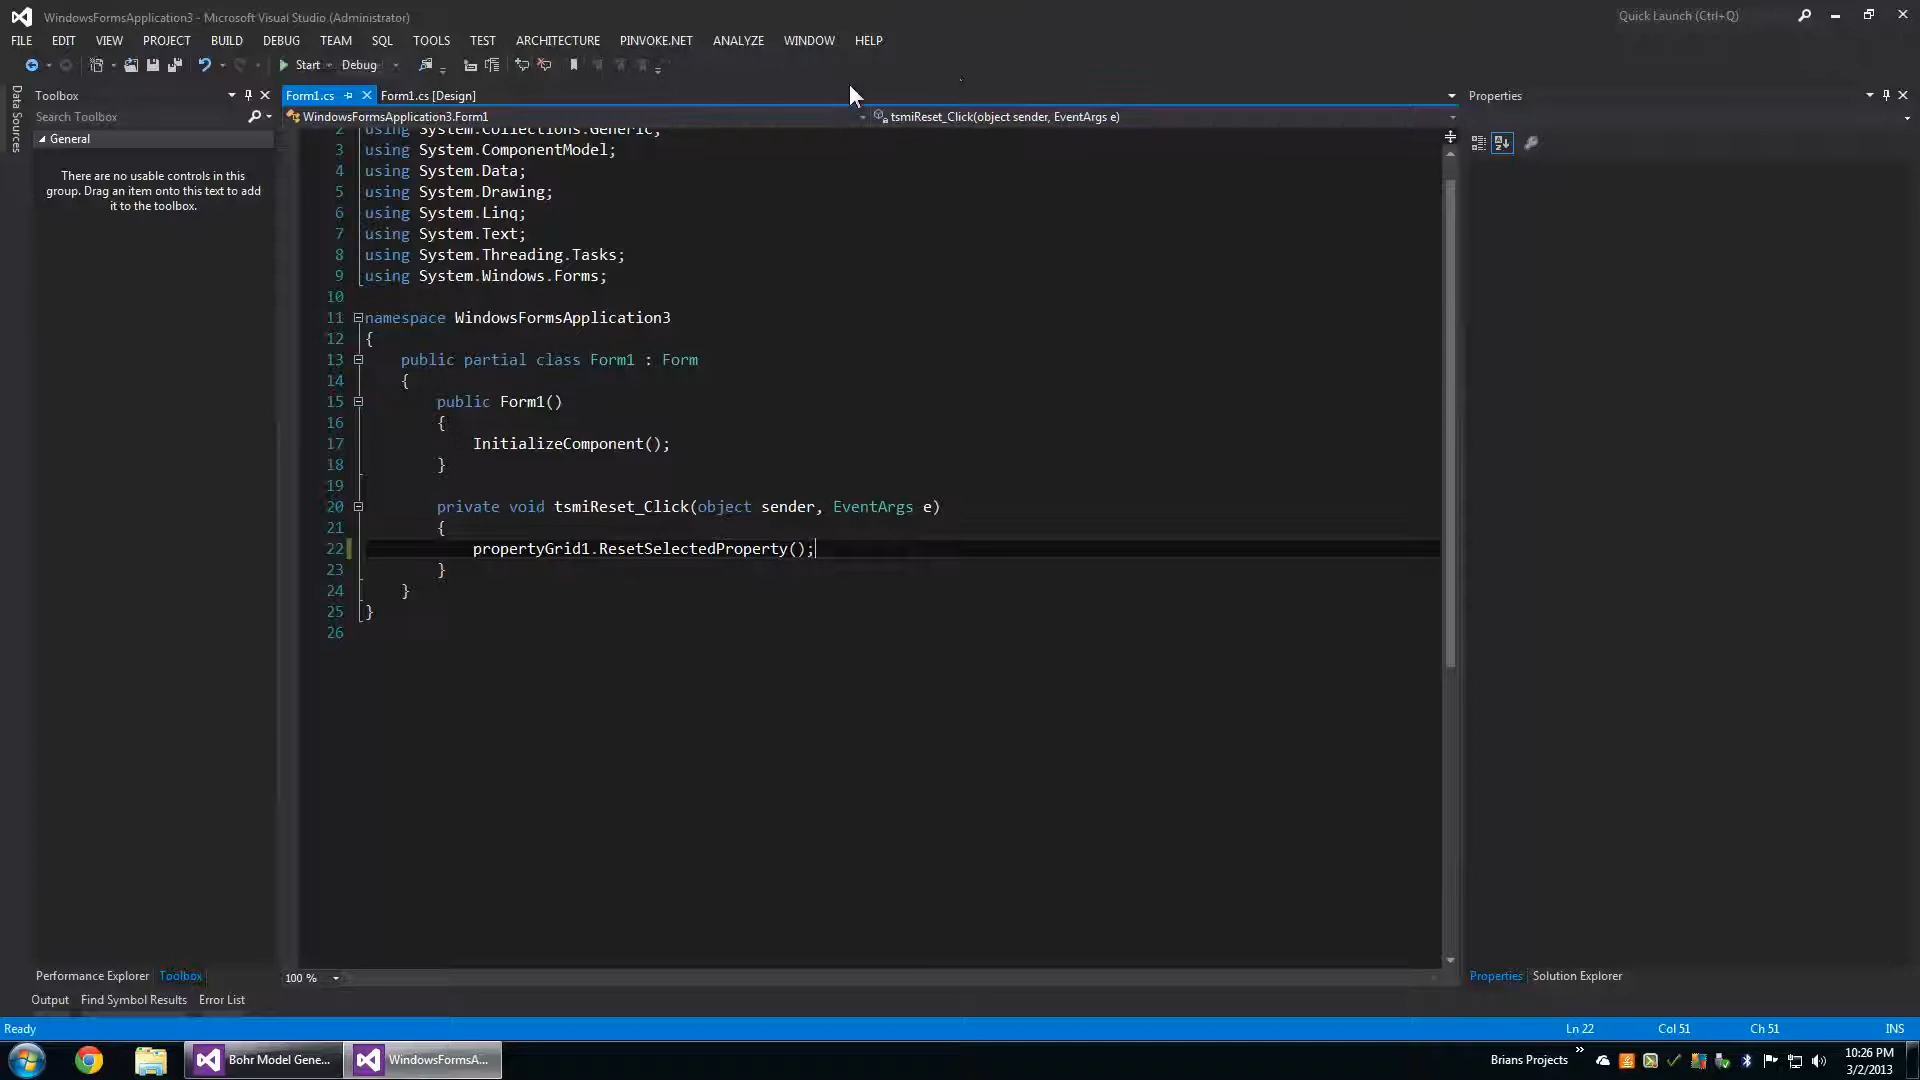 WindowsFormsApplication3 - Microsoft Visual Studio (Administrator)
Quick Launch (Ctrl+Q)
FILE EDIT VIEW PROJECT BUILD DEBUG TEAM SQL TOOLS TEST ARCHITECTURE PINVOKE.NET ANALYZE WINDOW HELP
Start Debug
Data Sources
Toolbox
Search Toolbox
General
There are no usable controls in this
group. Drag an item onto this text to add
it to the toolbox.
Form1.cs Form1.cs [Design]
WindowsFormsApplication3.Form1 tsmiReset_Click(object sender, EventArgs e)
2 using System.Collections.Generic;
3 using System.ComponentModel;
4 using System.Data;
5 using System.Drawing;
6 using System.Linq;
7 using System.Text;
8 using System.Threading.Tasks;
9 using System.Windows.Forms;
10
11 namespace WindowsFormsApplication3
12 {
13 public partial class Form1 : Form
14 {
15 public Form1()
16 {
17 InitializeComponent();
18 }
19
20 private void tsmiReset_Click(object sender, EventArgs e)
21 {
22 propertyGrid1.ResetSelectedProperty();
23 }
24 }
25 }
26
100 %
Properties
Performance Explorer Toolbox
Properties Solution Explorer
Output Find Symbol Results Error List
Ready
Ln 22 Col 51 Ch 51 INS
Bohr Model Gene... WindowsFormsA...
Brians Projects
10:26 PM
3/2/2013